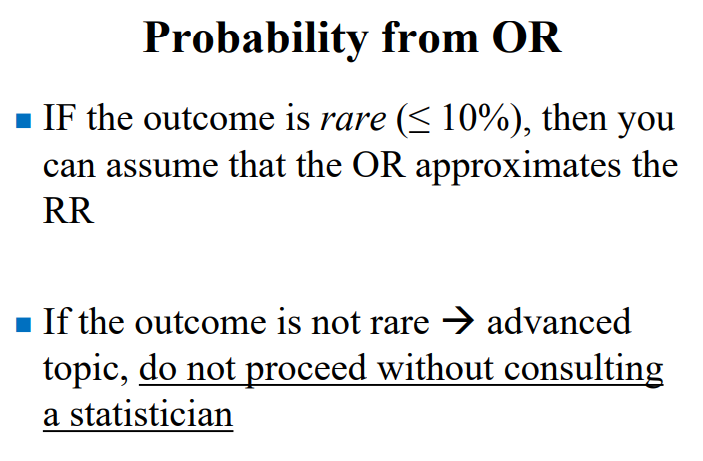 Probability from OR
■ IF the outcome is rare (≤ 10%), then you
can assume that the OR approximates the
RR
■ If the outcome is not rare → advanced
topic, do not proceed without consulting
a statistician